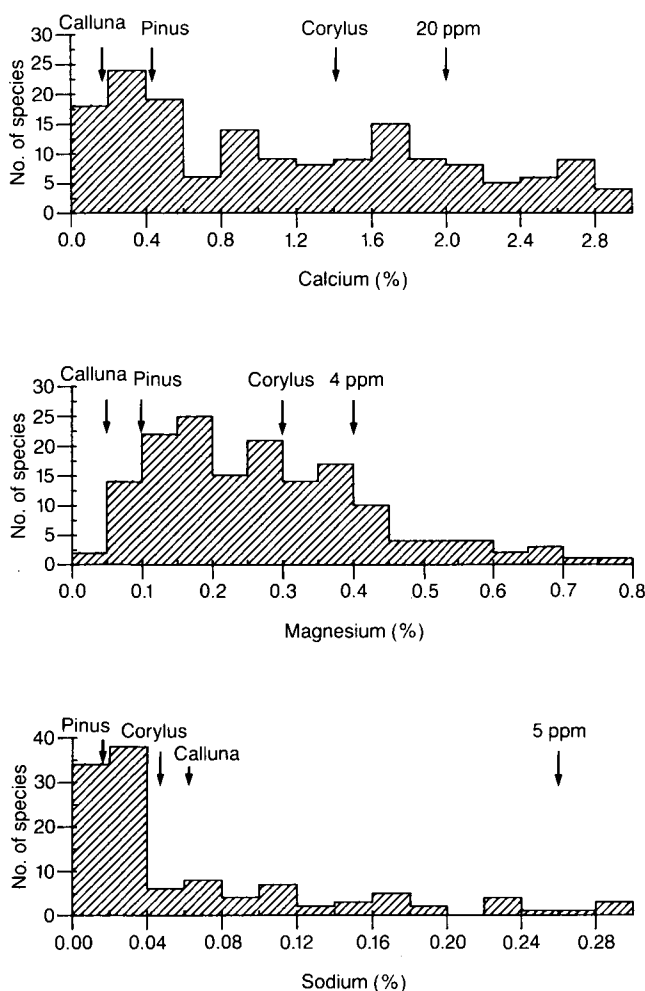 Calluna Pinus Corylus 20 ppm
30
25
20
15
10
5
0
No. of species
0.0 0.4 0.8 1.2 1.6 2.0 2.4 2.8
Calcium (%)
Calluna Pinus Corylus 4 ppm
30
25
20
15
10
5
0
No. of species
0.0 0.1 0.2 0.3 0.4 0.5 0.6 0.7 0.8
Magnesium (%)
Pinus Corylus 5 ppm
Calluna
40
30
20
10
0
No. of species
0.00 0.04 0.08 0.12 0.16 0.20 0.24 0.28
Sodium (%)